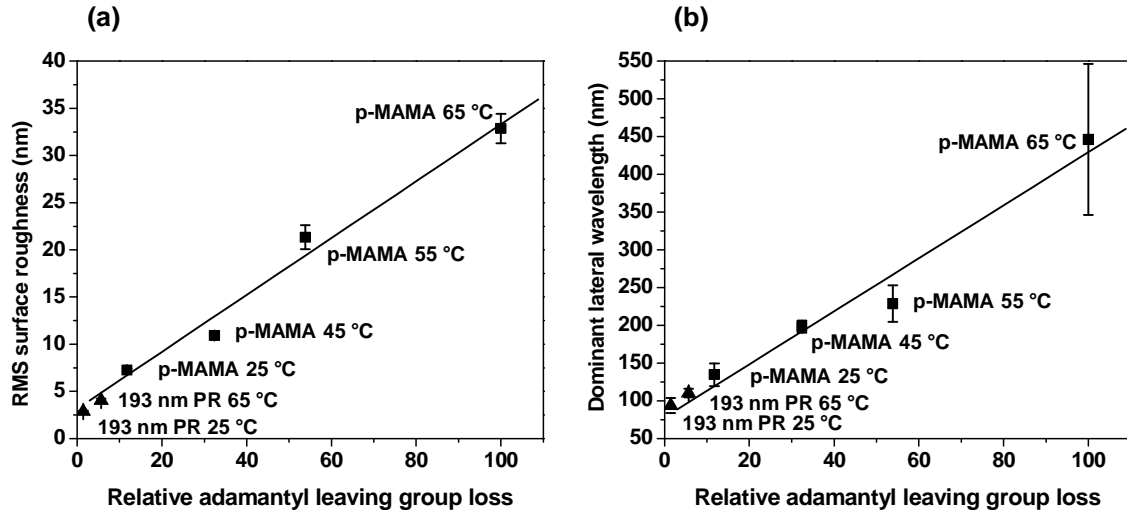 (a)
RMS surface roughness (nm)
40
35
30
25
20
15
10
5
0
p-MAMA 65 °C
p-MAMA 55 °C
p-MAMA 45 °C
p-MAMA 25 °C
193 nm PR 65 °C
193 nm PR 25 °C
0 20 40 60 80 100
Relative adamantyl leaving group loss
(b)
Dominant lateral wavelength (nm)
550
500
450
400
350
300
250
200
150
100
50
p-MAMA 65 °C
p-MAMA 55 °C
p-MAMA 45 °C
p-MAMA 25 °C
193 nm PR 65 °C
193 nm PR 25 °C
0 20 40 60 80 100
Relative adamantyl leaving group loss